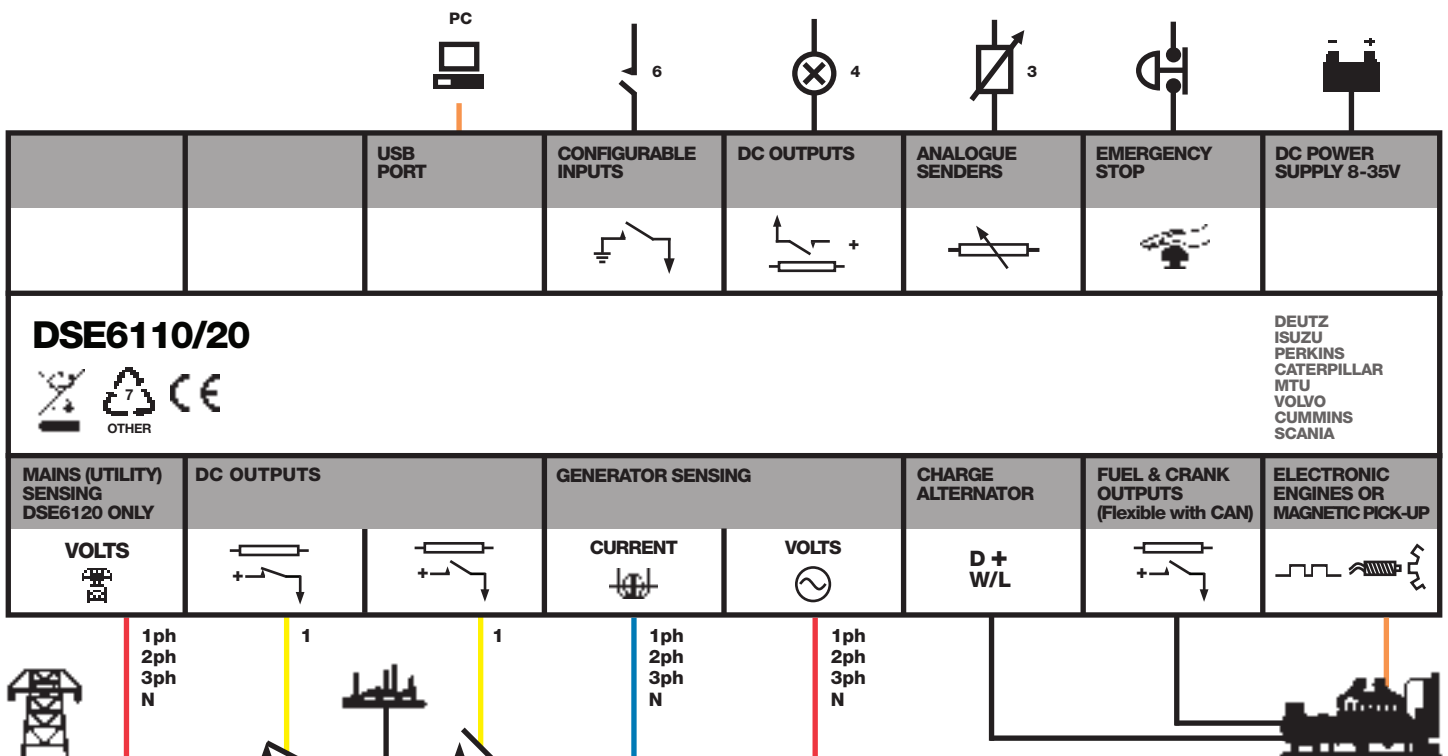 PC
6
4
3
- +
USB
PORT
CONFIGURABLE
INPUTS
DC OUTPUTS
ANALOGUE
SENDERS
EMERGENCY
STOP
DC POWER
SUPPLY 8-35V
+
DSE6110/20
7
OTHER
CE
DEUTZ
ISUZU
PERKINS
CATERPILLAR
MTU
VOLVO
CUMMINS
SCANIA
MAINS (UTILITY)
SENSING
DSE6120 ONLY
DC OUTPUTS
GENERATOR SENSING
CHARGE
ALTERNATOR
FUEL & CRANK
OUTPUTS
(Flexible with CAN)
ELECTRONIC
ENGINES OR
MAGNETIC PICK-UP
VOLTS
+
+
CURRENT
VOLTS
D +
W/L
+
1ph
2ph
3ph
N
1
1
1ph
2ph
3ph
N
1ph
2ph
3ph
N